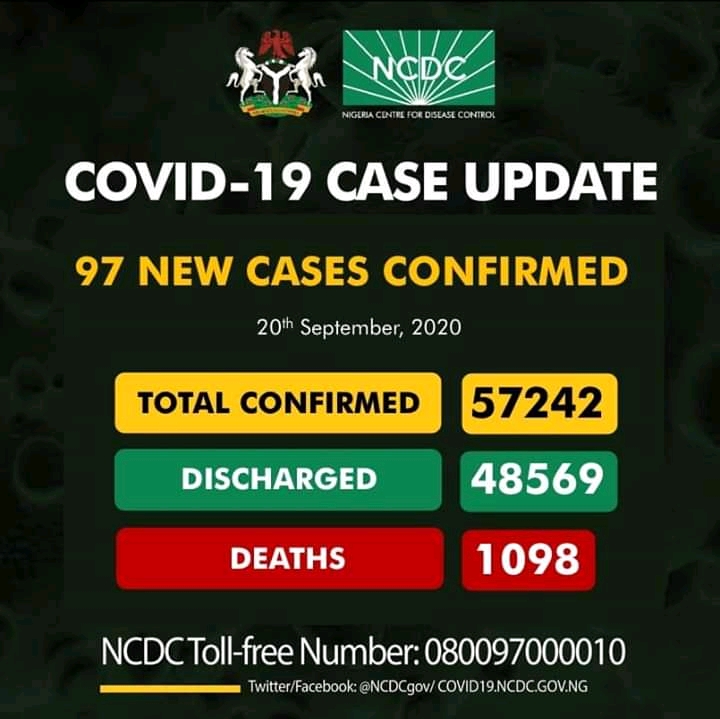 NCDC
NIGERIA CENTRE FOR DISEASE CONTROL
COVID-19 CASE UPDATE
97 NEW CASES CONFIRMED
20th September, 2020
TOTAL CONFIRMED 57242
DISCHARGED 48569
DEATHS 1098
NCDC Toll-free Number: 080097000010
Twitter/Facebook: @NCDCgov/ COVID19.NCDC.GOV.NG